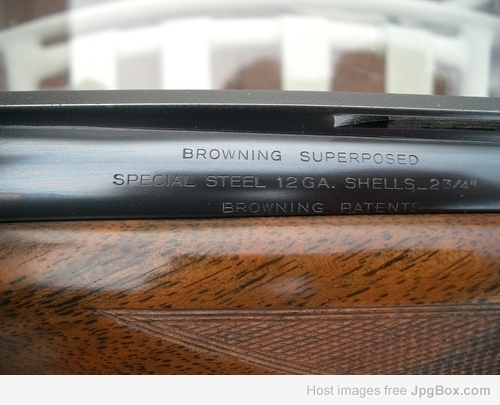 BROWNING SUPERPOSED
SPECIAL STEEL 12 GA. SHELLS_23/4"
BROWNING PATENTS
Host images free JpgBox.com